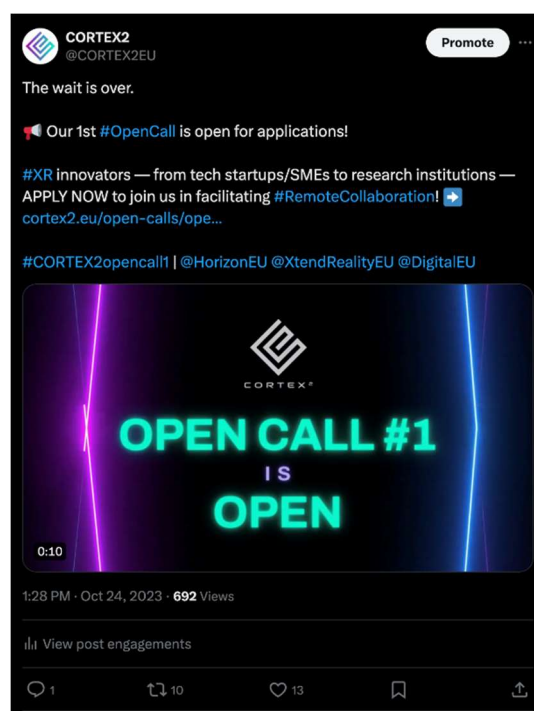 CORTEX2
@CORTEX2EU
Promote
The wait is over.
📢 Our 1st #OpenCall is open for applications!
#XR innovators — from tech startups/SMEs to research institutions —
APPLY NOW to join us in facilitating #RemoteCollaboration! ➡️
cortex2.eu/open-calls/ope...
#CORTEX2opencall1 | @HorizonEU @XtendRealityEU @DigitalEU
CORTEX²
OPEN CALL #1
IS
OPEN
0:10
1:28 PM · Oct 24, 2023 · 692 Views
View post engagements
1 10 13